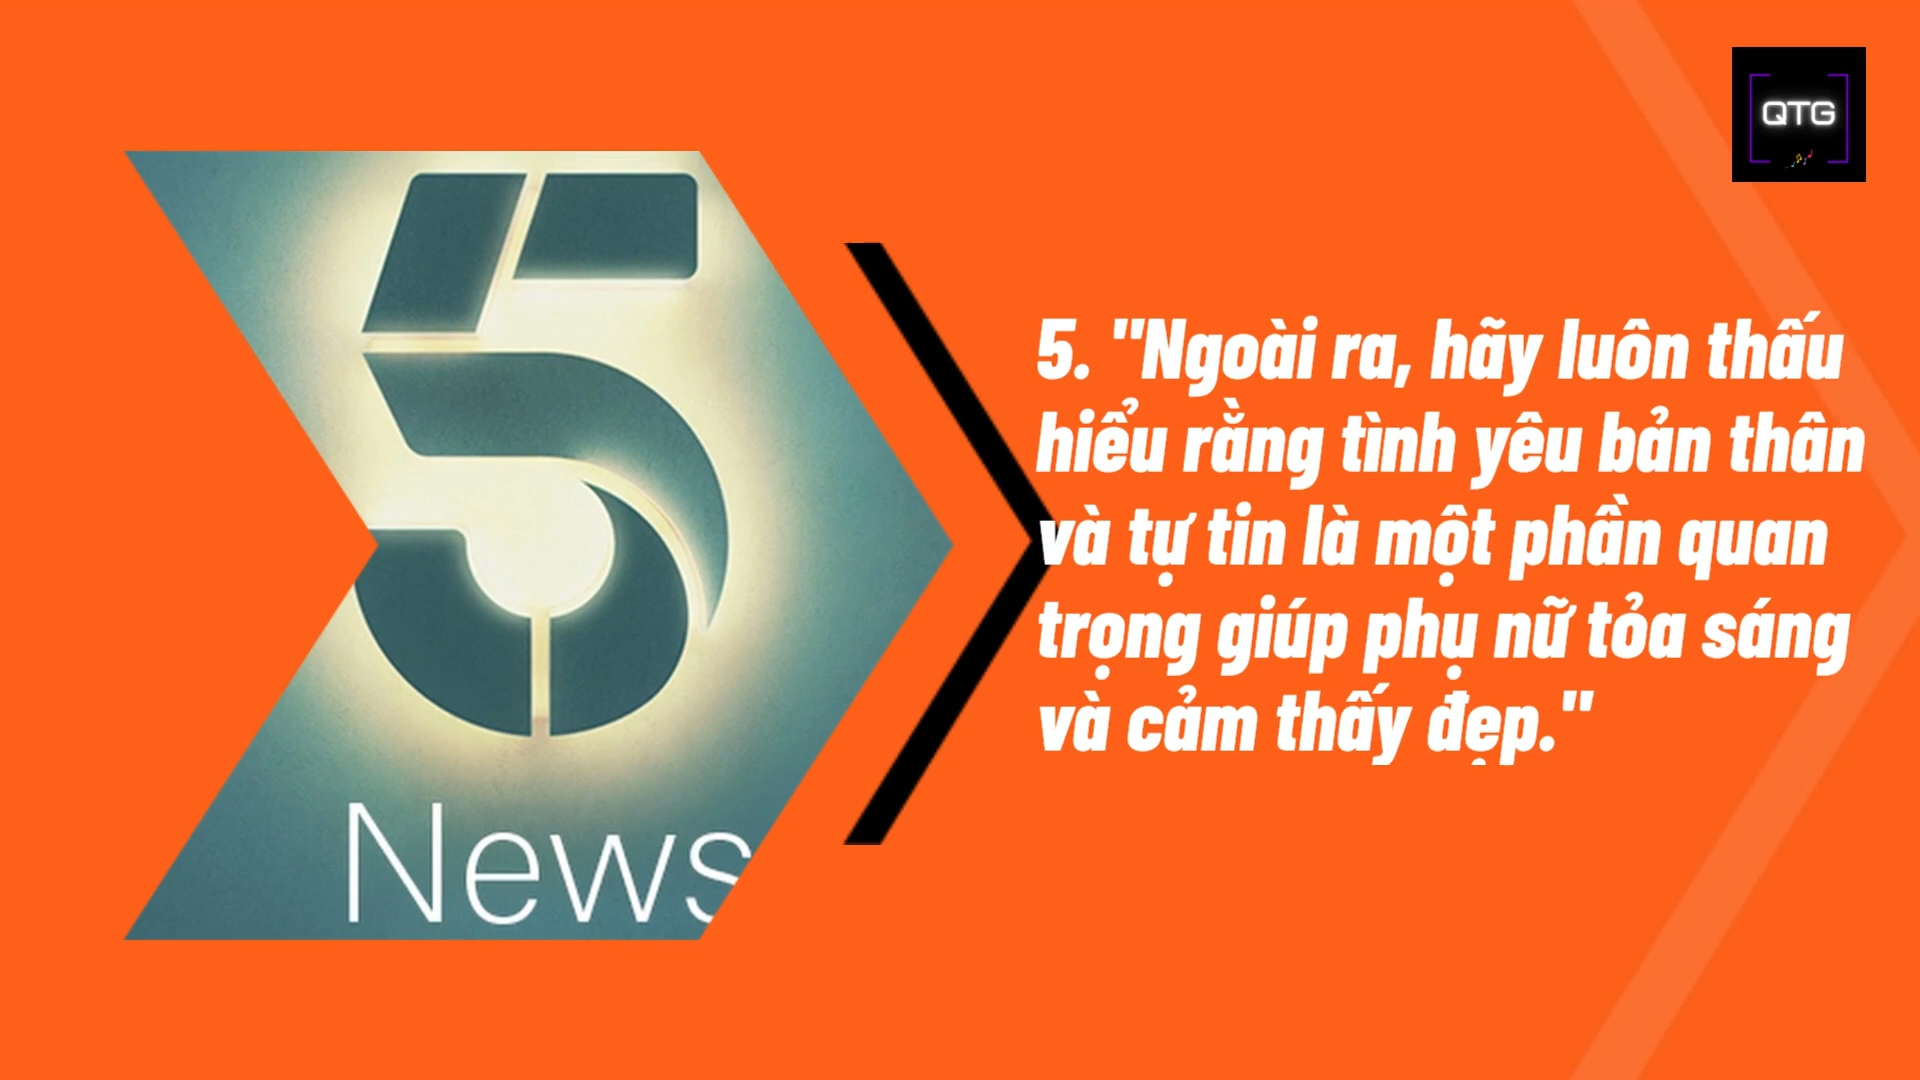 QTG
5. "Ngoài ra, hãy luôn thấu
hiểu rằng tình yêu bản thân
và tự tin là một phần quan
trọng giúp phụ nữ tỏa sáng
và cảm thấy đẹp."
5
News